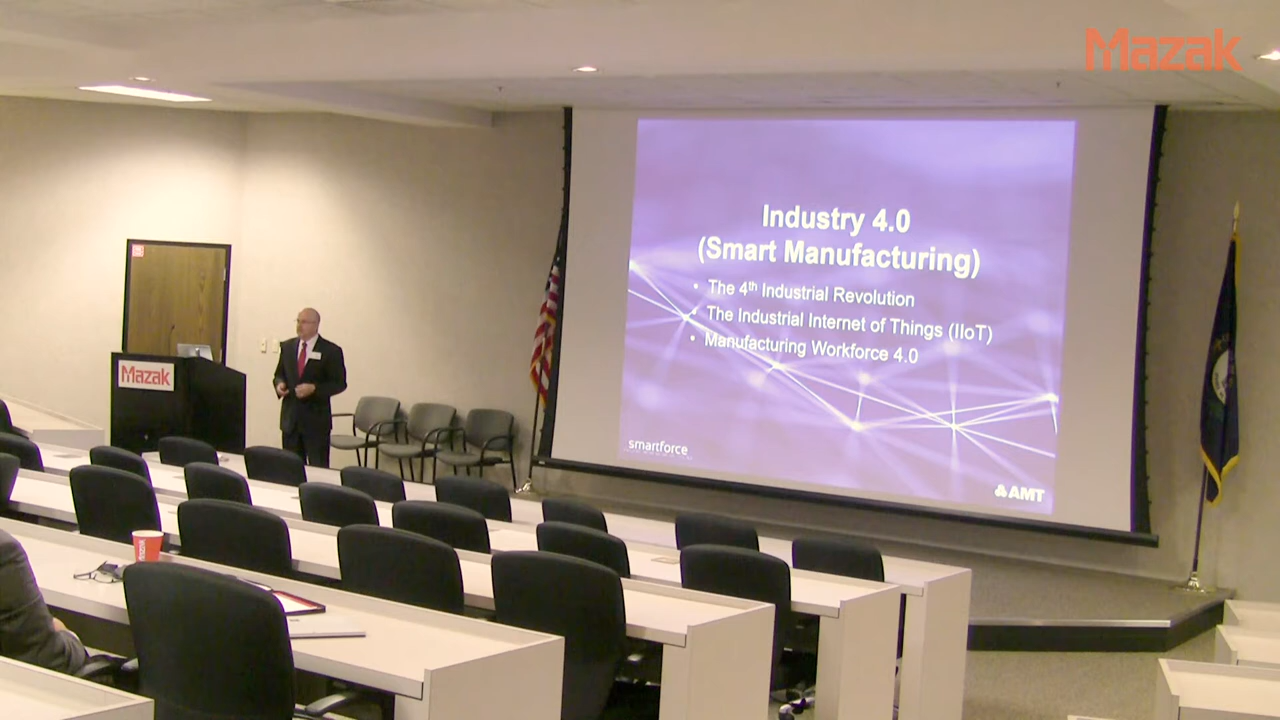 Mazak
Industry 4.0
(Smart Manufacturing)
• The 4th Industrial Revolution
• The Industrial Internet of Things (IIoT)
• Manufacturing Workforce 4.0
smartforce
AMT
Mazak
Mazak